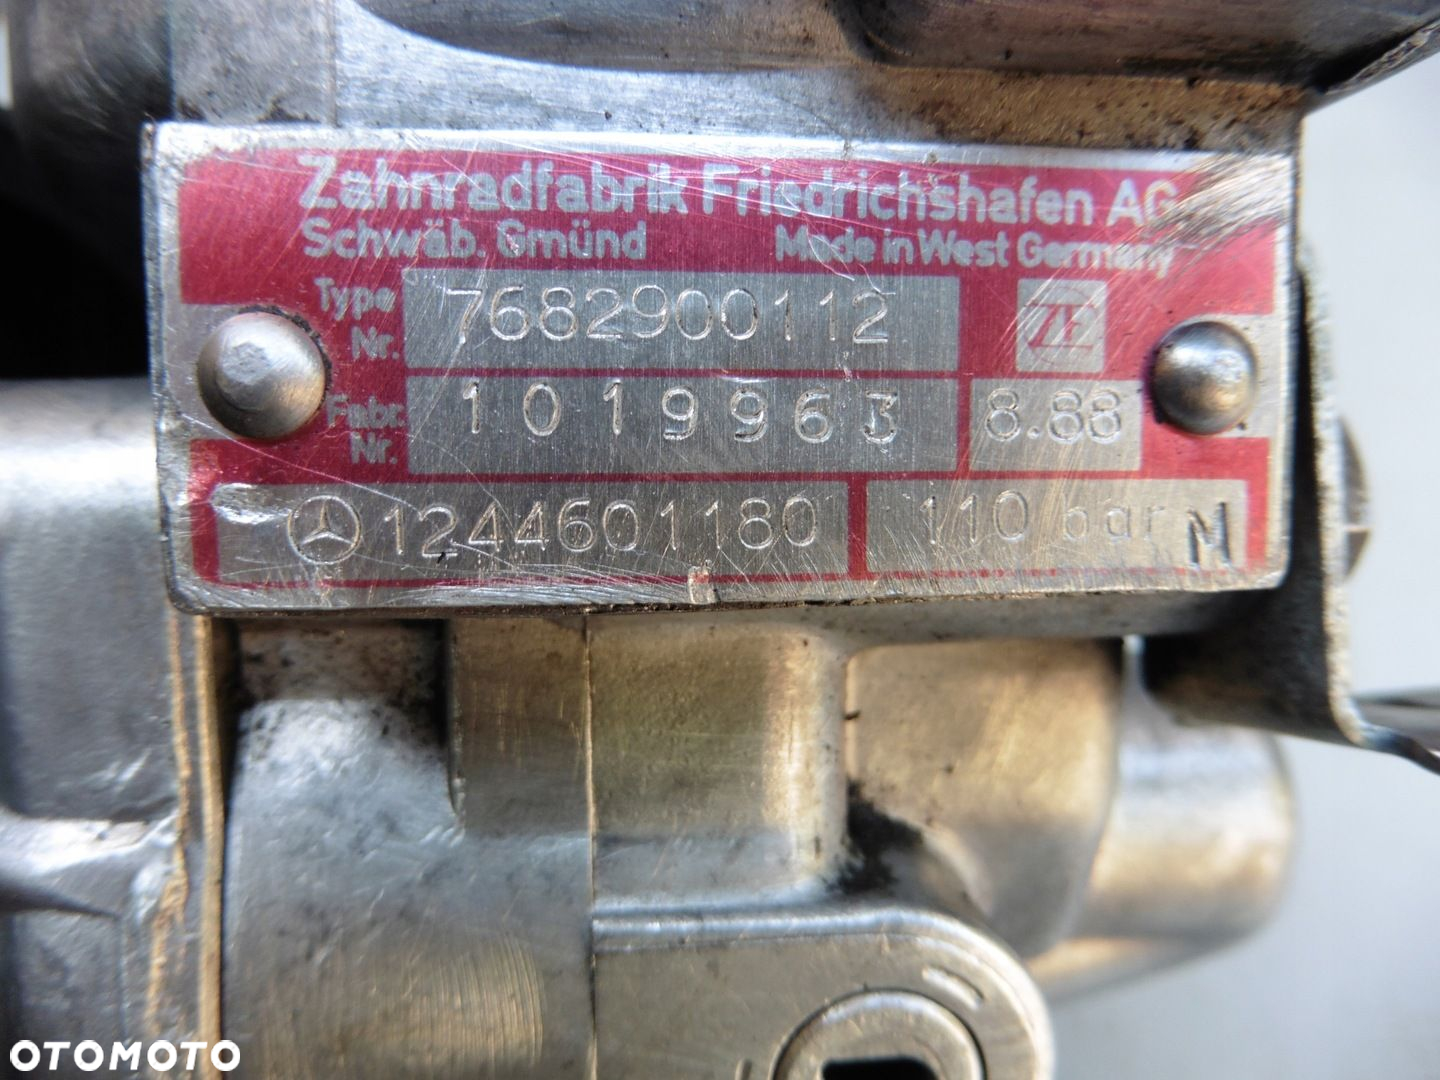 Zahnradfabrik Friedrichshafen AG
Schwäb. Gmünd Made in West Germany
Type Nr. 7682900112 ZF
Fabr. Nr. 1019963 8.88
1244601180 110 bar M
OTOMOTO